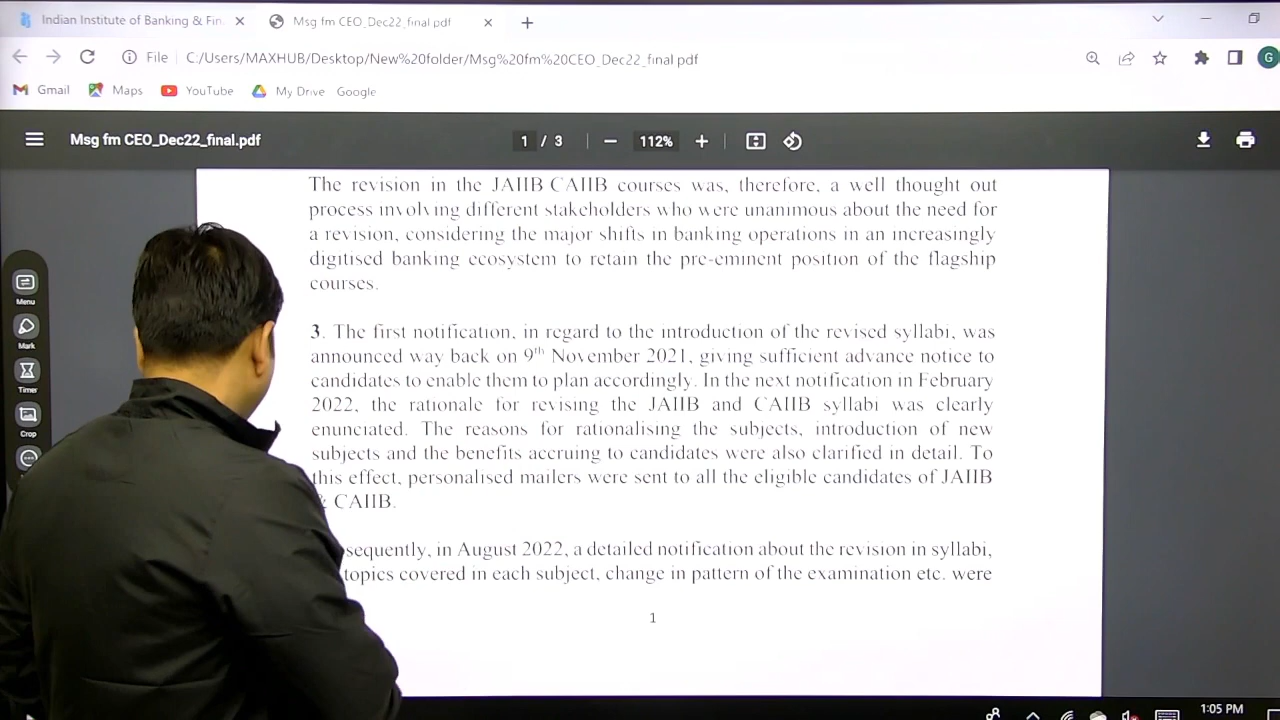 Indian Institute of Banking & Fin
Msg fm CEO_Dec22_final.pdf
File
C:/Users/MAXHUB/Desktop/New%20folder/Msg%20fm%20CEO_Dec22_final.pdf
G
Gmail
Maps
YouTube
My Drive
Google
Msg fm CEO_Dec22_final.pdf
1 / 3
112%
The revision in the JAIIB CAIIB courses was, therefore, a well thought out
process involving different stakeholders who were unanimous about the need for
a revision, considering the major shifts in banking operations in an increasingly
digitised banking ecosystem to retain the pre-eminent position of the flagship
courses.
3. The first notification, in regard to the introduction of the revised syllabi, was
announced way back on 9th November 2021, giving sufficient advance notice to
candidates to enable them to plan accordingly. In the next notification in February
2022, the rationale for revising the JAIIB and CAIIB syllabi was clearly
enunciated. The reasons for rationalising the subjects, introduction of new
subjects and the benefits accruing to candidates were also clarified in detail. To
this effect, personalised mailers were sent to all the eligible candidates of JAIIB
& CAIIB.
sequently, in August 2022, a detailed notification about the revision in syllabi,
topics covered in each subject, change in pattern of the examination etc. were
1
Menu
Mark
Timer
Crop
1:05 PM